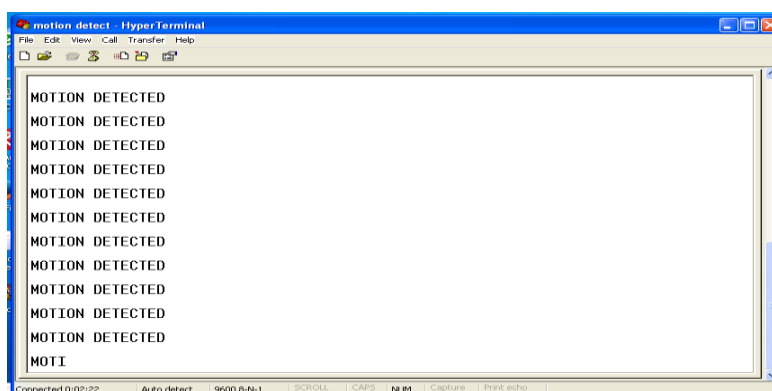 motion detect - HyperTerminal
File Edit View Call Transfer Help
MOTION DETECTED
MOTION DETECTED
MOTION DETECTED
MOTION DETECTED
MOTION DETECTED
MOTION DETECTED
MOTION DETECTED
MOTION DETECTED
MOTION DETECTED
MOTION DETECTED
MOTION DETECTED
MOTI
Connected 0:02:22 Auto detect 9600 8-N-1 SCROLL CAPS NUM Capture Print echo